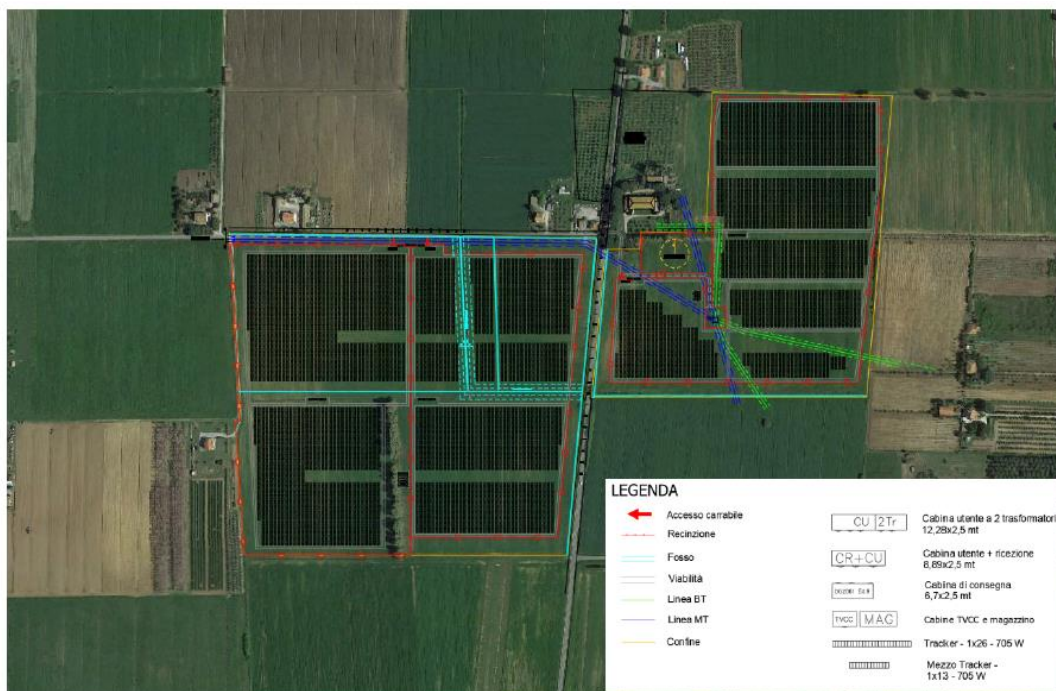 LEGENDA
Accesso carrabile
Recinzione
Fosso
Viabilità
Linea BT
Linea MT
Confine
CU 2Tr
Cabina utente a 2 trasformatori
12,28x2,5 mt
CR+CU
Cabina utente + ricezione
8,89x2,5 mt
Cabina di consegna
6,7x2,5 mt
TVCC MAG
Cabine TVCC e magazzino
Tracker - 1x26 - 705 W
Mezzo Tracker -
1x13 - 705 W